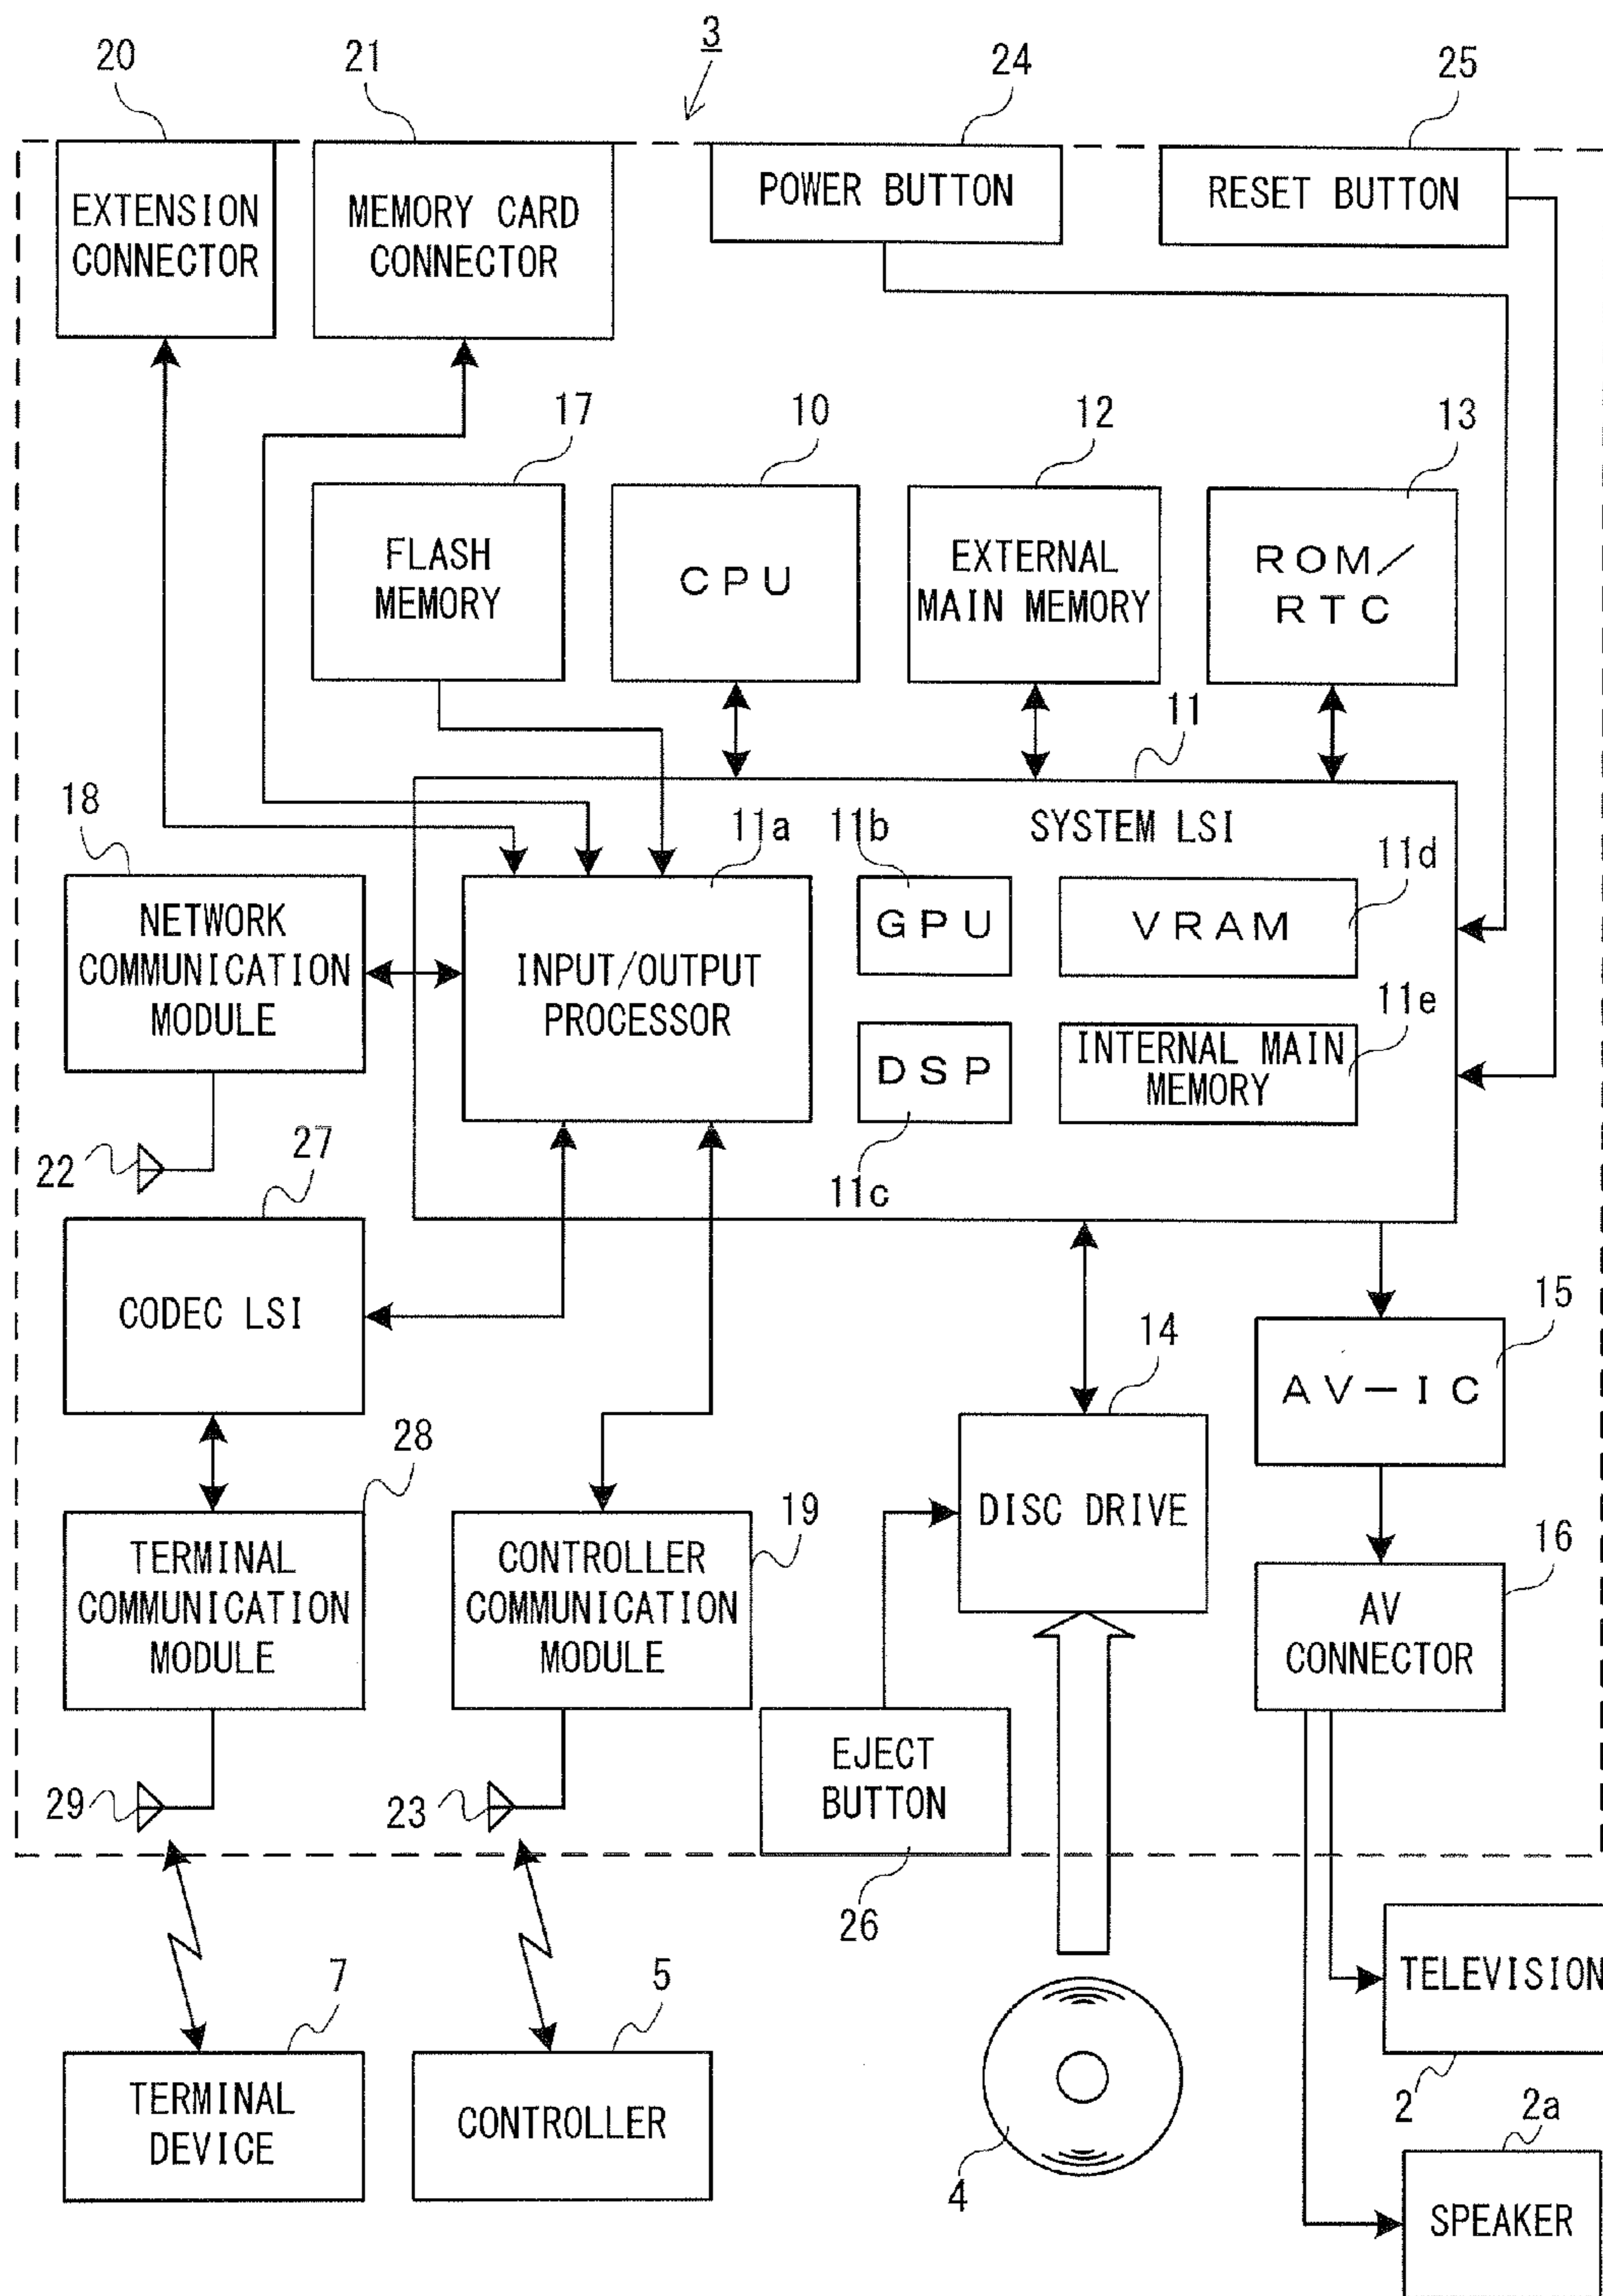 3
20
21
24
25
EXTENSION
CONNECTOR
MEMORY CARD
CONNECTOR
POWER BUTTON
RESET BUTTON
17
10
12
13
FLASH
MEMORY
CPU
EXTERNAL
MAIN MEMORY
ROM/
RTC
11
18
11a
11b
SYSTEM LSI
11d
NETWORK
COMMUNICATION
MODULE
INPUT/OUTPUT
PROCESSOR
GPU
VRAM
11e
DSP
INTERNAL MAIN
MEMORY
22
27
11c
CODEC LSI
14
15
AV-IC
28
19
DISC DRIVE
16
TERMINAL
COMMUNICATION
MODULE
CONTROLLER
COMMUNICATION
MODULE
AV
CONNECTOR
29
23
EJECT
BUTTON
26
7
5
TELEVISION
TERMINAL
DEVICE
CONTROLLER
4
2
2a
SPEAKER